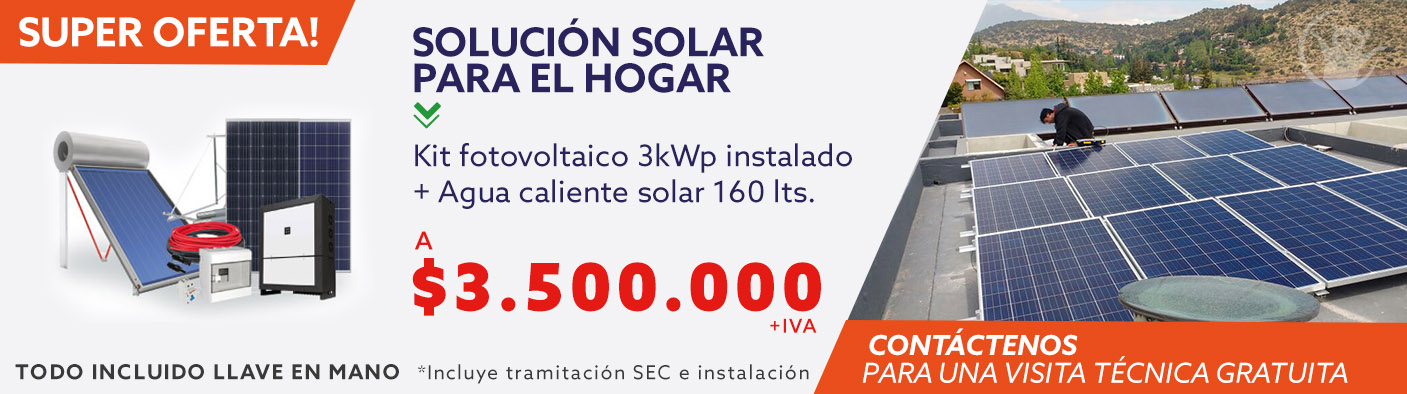 SUPER OFERTA!
SOLUCIÓN SOLAR
PARA EL HOGAR
Kit fotovoltaico 3kWp instalado
+ Agua caliente solar 160 lts.
A
$3.500.000
+IVA
TODO INCLUIDO LLAVE EN MANO
*Incluye tramitación SEC e instalación
CONTÁCTENOS
PARA UNA VISITA TÉCNICA GRATUITA